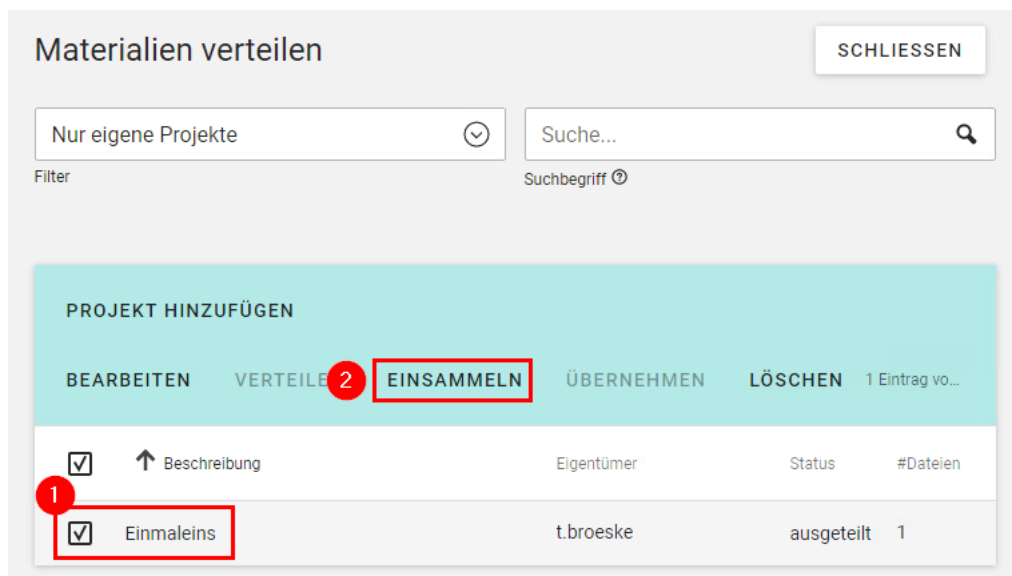 Materialien verteilen
SCHLIESSEN
Nur eigene Projekte
Suche...
Filter
Suchbegriff
PROJEKT HINZUFÜGEN
BEARBEITEN VERTEILE 2 EINSAMMELN ÜBERNEHMEN LÖSCHEN 1 Eintrag vo...
Beschreibung Eigentümer Status #Dateien
1
Einmaleins t.broeske ausgeteilt 1